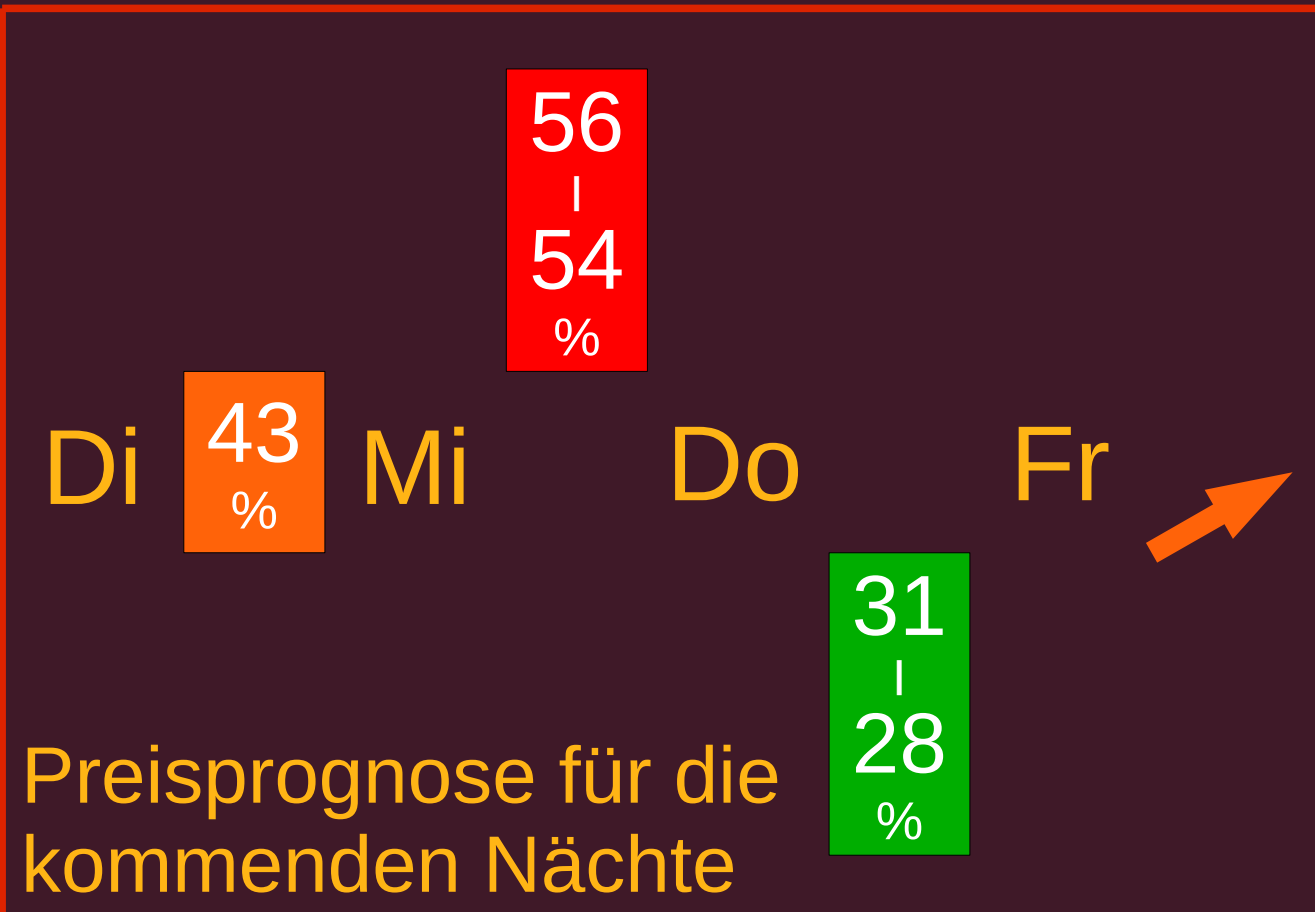 56
–
54
%
Di
43
%
Mi
Do
Fr
31
–
28
%
Preisprognose für die
kommenden Nächte